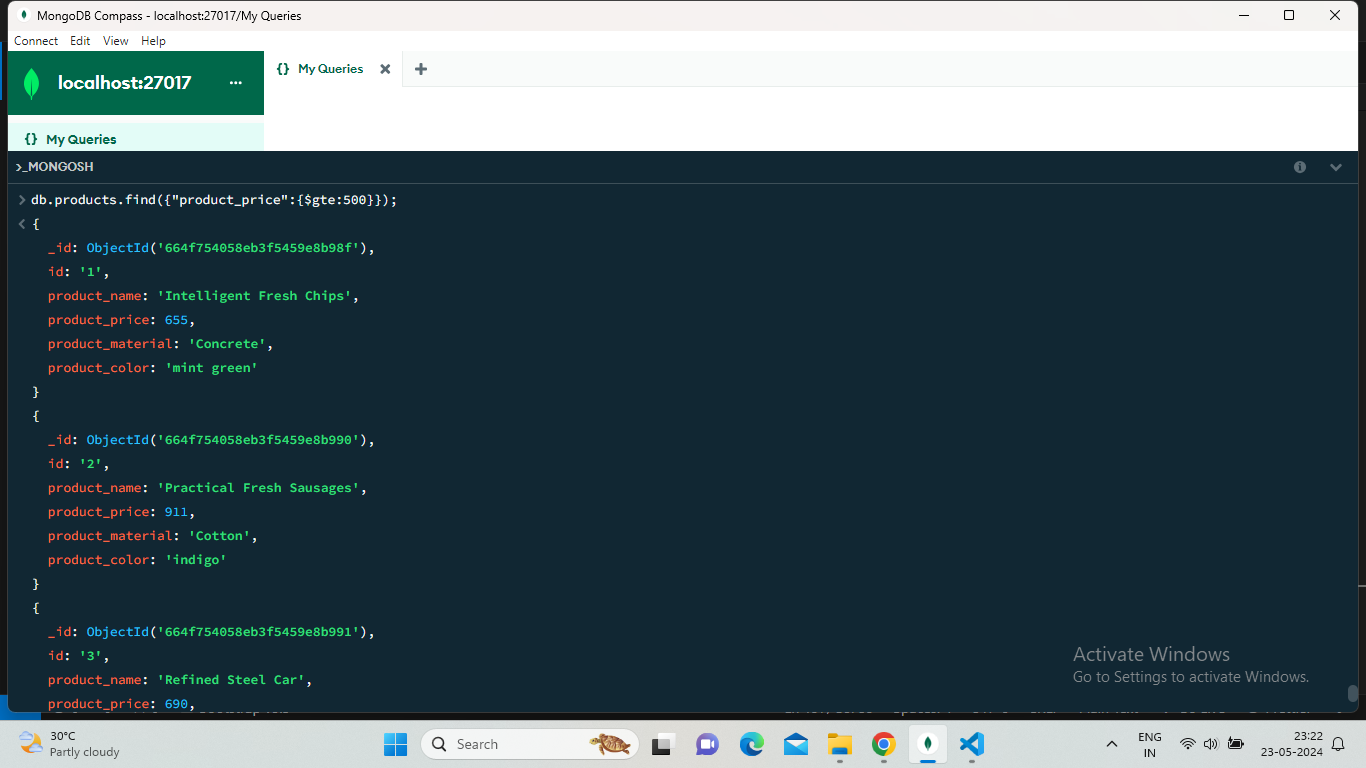 MongoDB Compass - localhost:27017/My Queries
Connect Edit View Help
localhost:27017 ...
{} My Queries
{} My Queries
>_MONGOSH
db.products.find({"product_price":{$gte:500}});
{
_id: ObjectId('664f754058eb3f5459e8b98f'),
id: '1',
product_name: 'Intelligent Fresh Chips',
product_price: 655,
product_material: 'Concrete',
product_color: 'mint green'
}
{
_id: ObjectId('664f754058eb3f5459e8b990'),
id: '2',
product_name: 'Practical Fresh Sausages',
product_price: 911,
product_material: 'Cotton',
product_color: 'indigo'
}
{
_id: ObjectId('664f754058eb3f5459e8b991'),
id: '3',
product_name: 'Refined Steel Car',
product_price: 690,
Activate Windows
Go to Settings to activate Windows.
30°C
Partly cloudy
Search
ENG
IN
23:22
23-05-2024